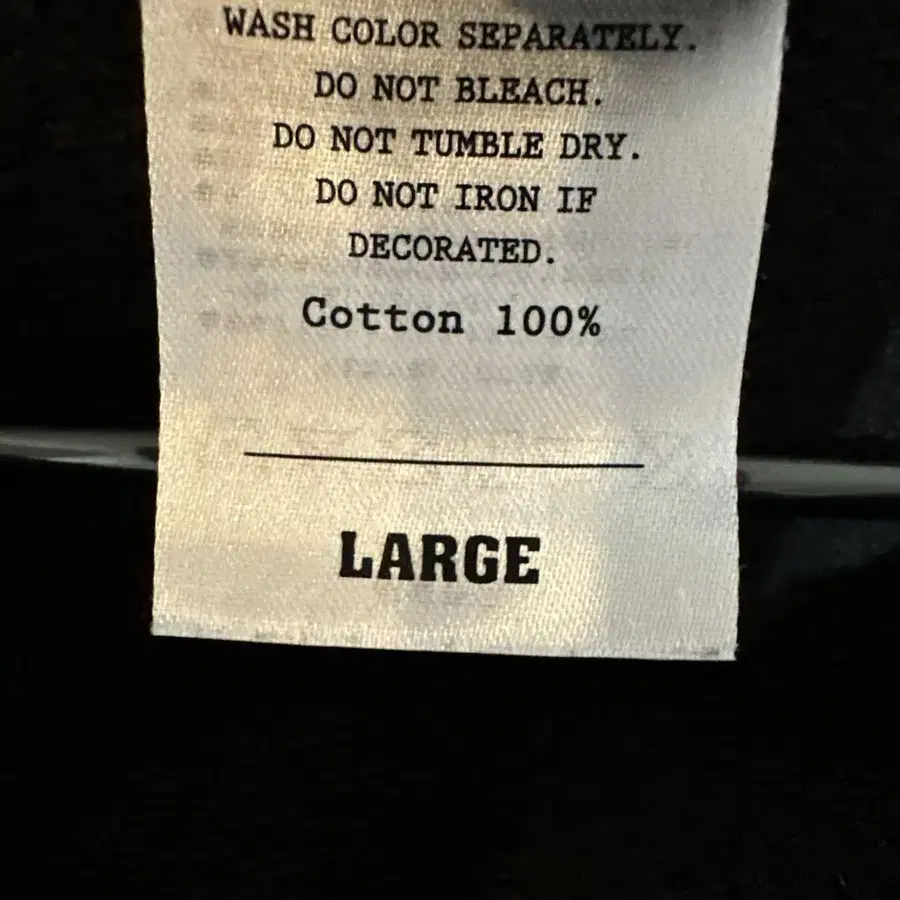 WASH COLOR SEPARATELY.
DO NOT BLEACH.
DO NOT TUMBLE DRY.
DO NOT IRON IF
DECORATED.
Cotton 100%
LARGE